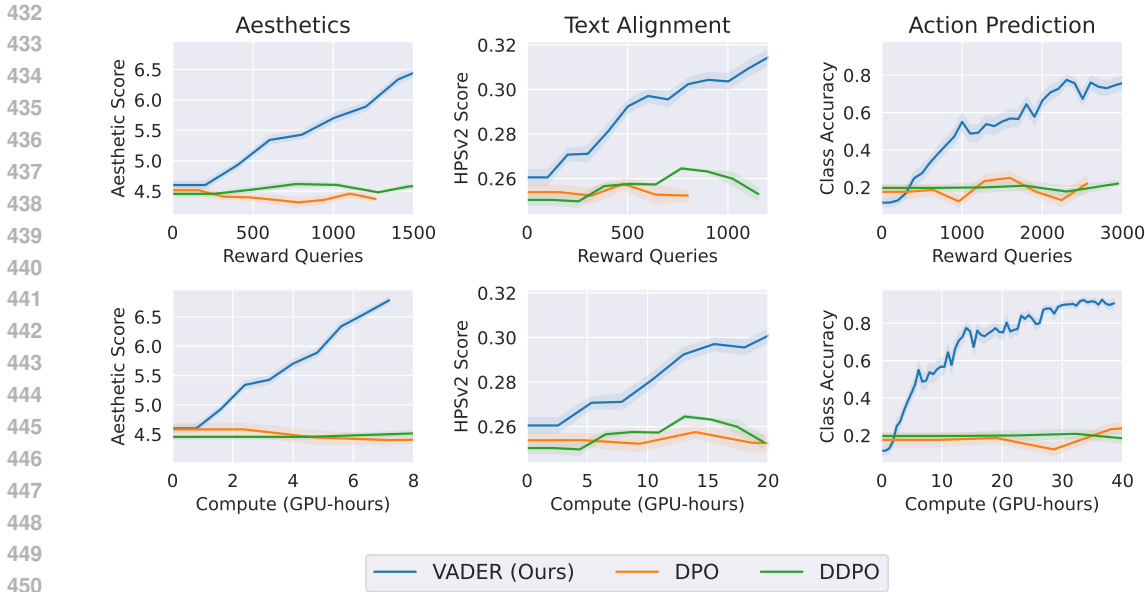 432
433
434
435
436
437
438
439
440
441
442
443
444
445
446
447
448
449
450
Aesthetics
Aesthetic Score
6.5
6.0
5.5
5.0
4.5
0 500 1000 1500
Reward Queries
Text Alignment
HPSv2 Score
0.32
0.30
0.28
0.26
0 500 1000
Reward Queries
Action Prediction
Class Accuracy
0.8
0.6
0.4
0.2
0 1000 2000 3000
Reward Queries
Aesthetic Score
6.5
6.0
5.5
5.0
4.5
0 2 4 6 8
Compute (GPU-hours)
HPSv2 Score
0.32
0.30
0.28
0.26
0 5 10 15 20
Compute (GPU-hours)
Class Accuracy
0.8
0.6
0.4
0.2
0 10 20 30 40
Compute (GPU-hours)
VADER (Ours) DPO DDPO